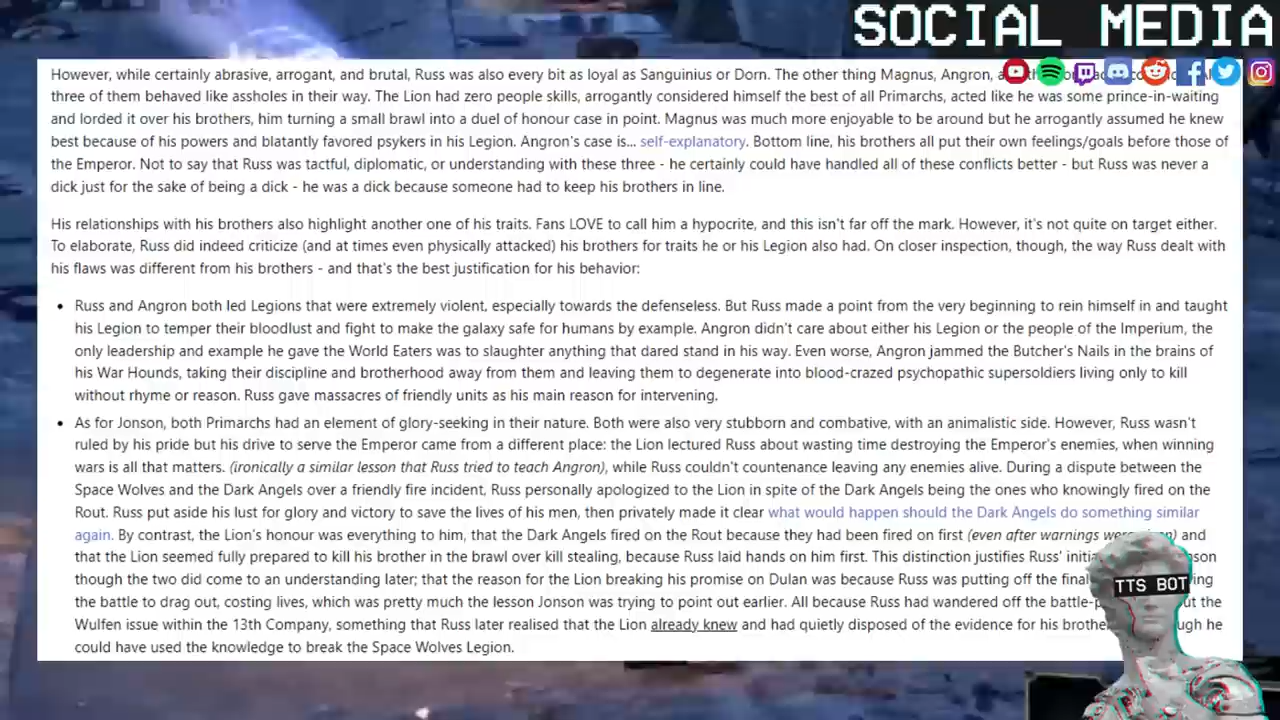 SOCIAL MEDIA
However, while certainly abrasive, arrogant, and brutal, Russ was also every bit as loyal as Sanguinius or Dorn. The other thing Magnus, Angron,
three of them behaved like assholes in their way. The Lion had zero people skills, arrogantly considered himself the best of all Primarchs, acted like he was some prince-in-waiting
and lorded it over his brothers, him turning a small brawl into a duel of honour case in point. Magnus was much more enjoyable to be around but he arrogantly assumed he knew
best because of his powers and blatantly favored psykers in his Legion. Angron's case is... self-explanatory. Bottom line, his brothers all put their own feelings/goals before those of
the Emperor. Not to say that Russ was tactful, diplomatic, or understanding with these three - he certainly could have handled all of these conflicts better - but Russ was never a
dick just for the sake of being a dick - he was a dick because someone had to keep his brothers in line.
His relationships with his brothers also highlight another one of his traits. Fans LOVE to call him a hypocrite, and this isn't far off the mark. However, it's not quite on target either.
To elaborate, Russ did indeed criticize (and at times even physically attacked) his brothers for traits he or his Legion also had. On closer inspection, though, the way Russ dealt with
his flaws was different from his brothers - and that's the best justification for his behavior:
• Russ and Angron both led Legions that were extremely violent, especially towards the defenseless. But Russ made a point from the very beginning to rein himself in and taught
his Legion to temper their bloodlust and fight to make the galaxy safe for humans by example. Angron didn't care about either his Legion or the people of the Imperium, the
only leadership and example he gave the World Eaters was to slaughter anything that dared stand in his way. Even worse, Angron jammed the Butcher's Nails in the brains of
his War Hounds, taking their discipline and brotherhood away from them and leaving them to degenerate into blood-crazed psychopathic supersoldiers living only to kill
without rhyme or reason. Russ gave massacres of friendly units as his main reason for intervening.
• As for Jonson, both Primarchs had an element of glory-seeking in their nature. Both were also very stubborn and combative, with an animalistic side. However, Russ wasn't
ruled by his pride but his drive to serve the Emperor came from a different place: the Lion lectured Russ about wasting time destroying the Emperor's enemies, when winning
wars is all that matters. (ironically a similar lesson that Russ tried to teach Angron), while Russ couldn't countenance leaving any enemies alive. During a dispute between the
Space Wolves and the Dark Angels over a friendly fire incident, Russ personally apologized to the Lion in spite of the Dark Angels being the ones who knowingly fired on the
Rout. Russ put aside his lust for glory and victory to save the lives of his men, then privately made it clear what would happen should the Dark Angels do something similar
again. By contrast, the Lion's honour was everything to him, that the Dark Angels fired on the Rout because they had been fired on first (even after warnings were and
that the Lion seemed fully prepared to kill his brother in the brawl over kill stealing, because Russ laid hands on him first. This distinction justifies Russ'
though the two did come to an understanding later; that the reason for the Lion breaking his promise on Dulan was because Russ was putting off the final
the battle to drag out, costing lives, which was pretty much the lesson Jonson was trying to point out earlier. All because Russ had wandered off the the
Wulfen issue within the 13th Company, something that Russ later realised that the Lion already knew and had quietly disposed of the evidence for his he
could have used the knowledge to break the Space Wolves Legion.
TTS BOT